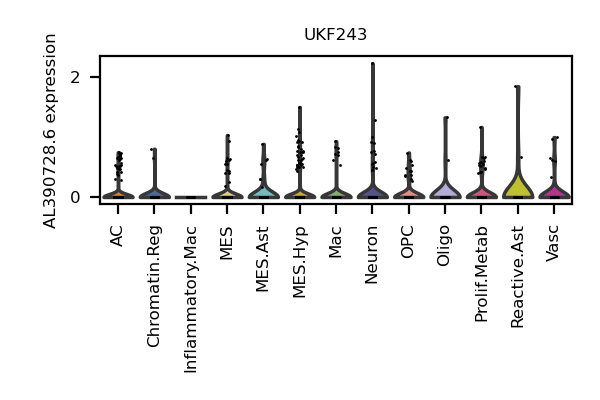 UKF243
AL390728.6 expression
2
0
AC
Chromatin.Reg
Inflammatory.Mac
MES
MES.Ast
MES.Hyp
Mac
Neuron
OPC
Oligo
Prolif.Metab
Reactive.Ast
Vasc